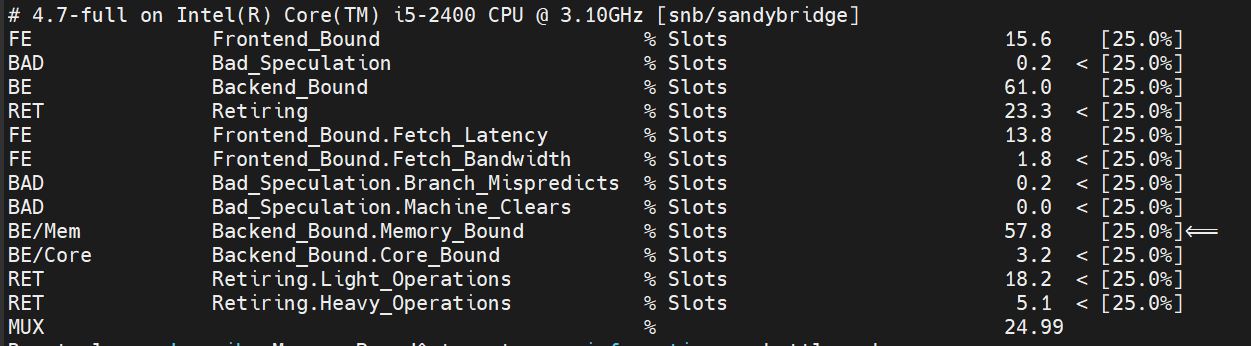 # 4.7-full on Intel(R) Core(TM) i5-2400 CPU @ 3.10GHz [snb/sandybridge]
FE Frontend_Bound % Slots 15.6 [25.0%]
BAD Bad_Speculation % Slots 0.2 < [25.0%]
BE Backend_Bound % Slots 61.0 [25.0%]
RET Retiring % Slots 23.3 < [25.0%]
FE Frontend_Bound.Fetch_Latency % Slots 13.8 [25.0%]
FE Frontend_Bound.Fetch_Bandwidth % Slots 1.8 < [25.0%]
BAD Bad_Speculation.Branch_Mispredicts % Slots 0.2 < [25.0%]
BAD Bad_Speculation.Machine_Clears % Slots 0.0 < [25.0%]
BE/Mem Backend_Bound.Memory_Bound % Slots 57.8 [25.0%]<==
BE/Core Backend_Bound.Core_Bound % Slots 3.2 < [25.0%]
RET Retiring.Light_Operations % Slots 18.2 < [25.0%]
RET Retiring.Heavy_Operations % Slots 5.1 < [25.0%]
MUX % 24.99